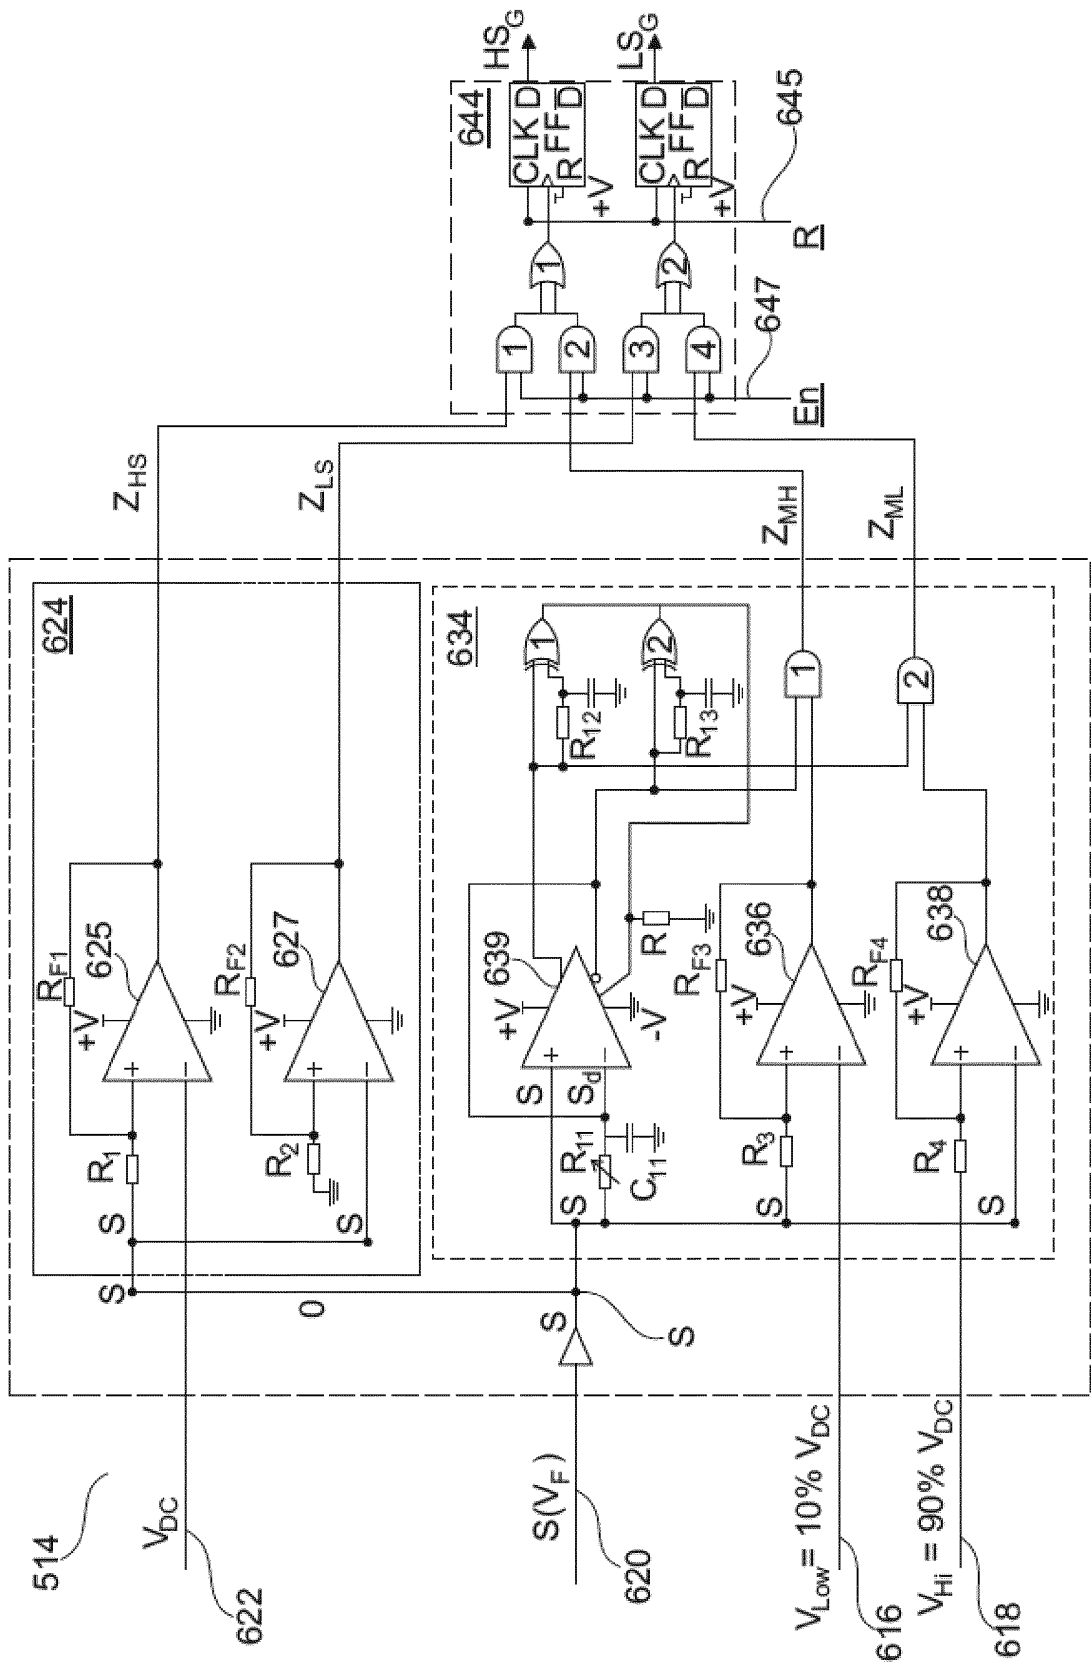 HS_G
LS_G
644
CLK D
FF
R D̅
+V
CLK D
FF
R D̅
+V
645
R
1
2
1
2
3
4
647
En
Z_HS
Z_LS
Z_MH
Z_ML
624
R_F1
+V
625
R_1
S
R_F2
+V
627
R_2
S
634
1
2
R_12
R_13
1
2
639
+V
-V
S
S_d
R
R_11
C_11
S
R_F3
+V
636
R_3
S
R_F4
+V
638
R_4
S
S
0
S
S
514
V_DC
622
S(V_F)
620
V_Low = 10% V_DC
616
V_Hi = 90% V_DC
618